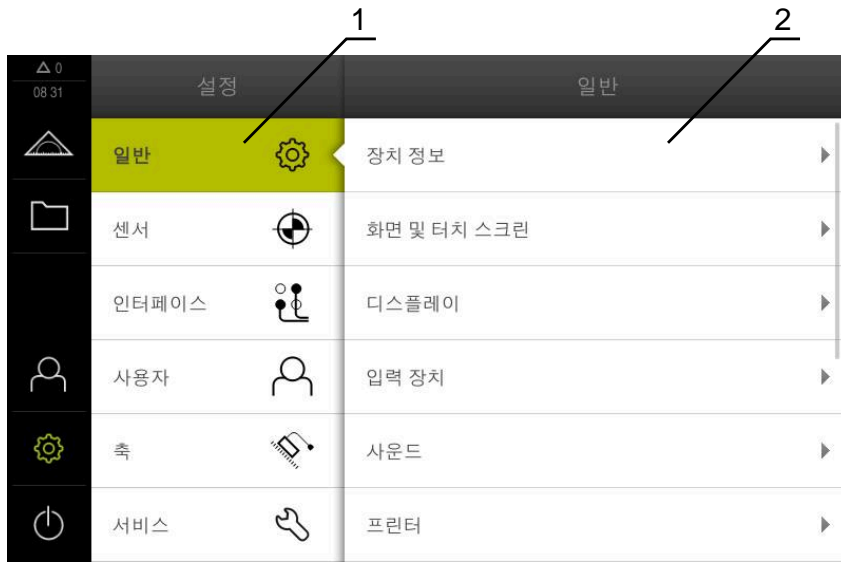 1
2
0
08 31
설정
일반
일반
장치 정보
센서
화면 및 터치 스크린
인터페이스
디스플레이
사용자
입력 장치
축
사운드
서비스
프린터